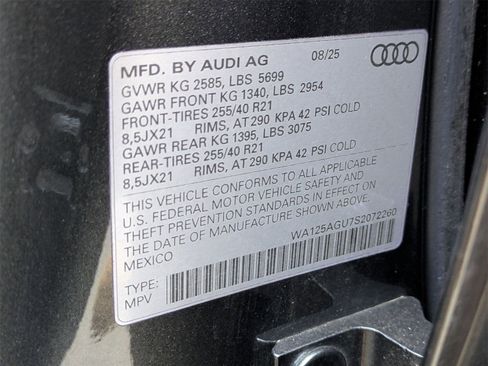 MFD. BY AUDI AG 08/25
GVWR KG 2585, LBS 5699
GAWR FRONT KG 1340, LBS 2954
FRONT-TIRES 255/40 R21
8,5JX21 RIMS, AT 290 KPA 42 PSI COLD
GAWR REAR KG 1395, LBS 3075
REAR-TIRES 255/40 R21
8,5JX21 RIMS, AT 290 KPA 42 PSI COLD
THIS VEHICLE CONFORMS TO ALL APPLICABLE
U.S. FEDERAL MOTOR VEHICLE SAFETY AND
THEFT PREVENTION STANDARDS IN EFFECT ON
THE DATE OF MANUFACTURE SHOWN ABOVE.
MEXICO
WA125AGU7S2072260
TYPE:
MPV